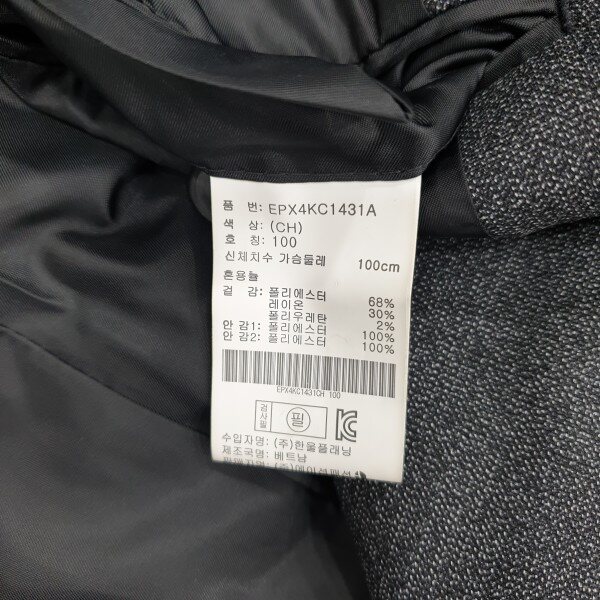 품 번: EPX4KC1431A
색 상: (CH)
호 칭: 100
신체치수 가슴둘레 100cm
혼용률
겉 감: 폴리에스터 68%
레이온 30%
폴리우레탄 2%
안 감1: 폴리에스터 100%
안 감2: 폴리에스터 100%
EPX4KC1431CH 100
검사필 필
수입자명: (주)한울플래닝
제조국명: 베트남